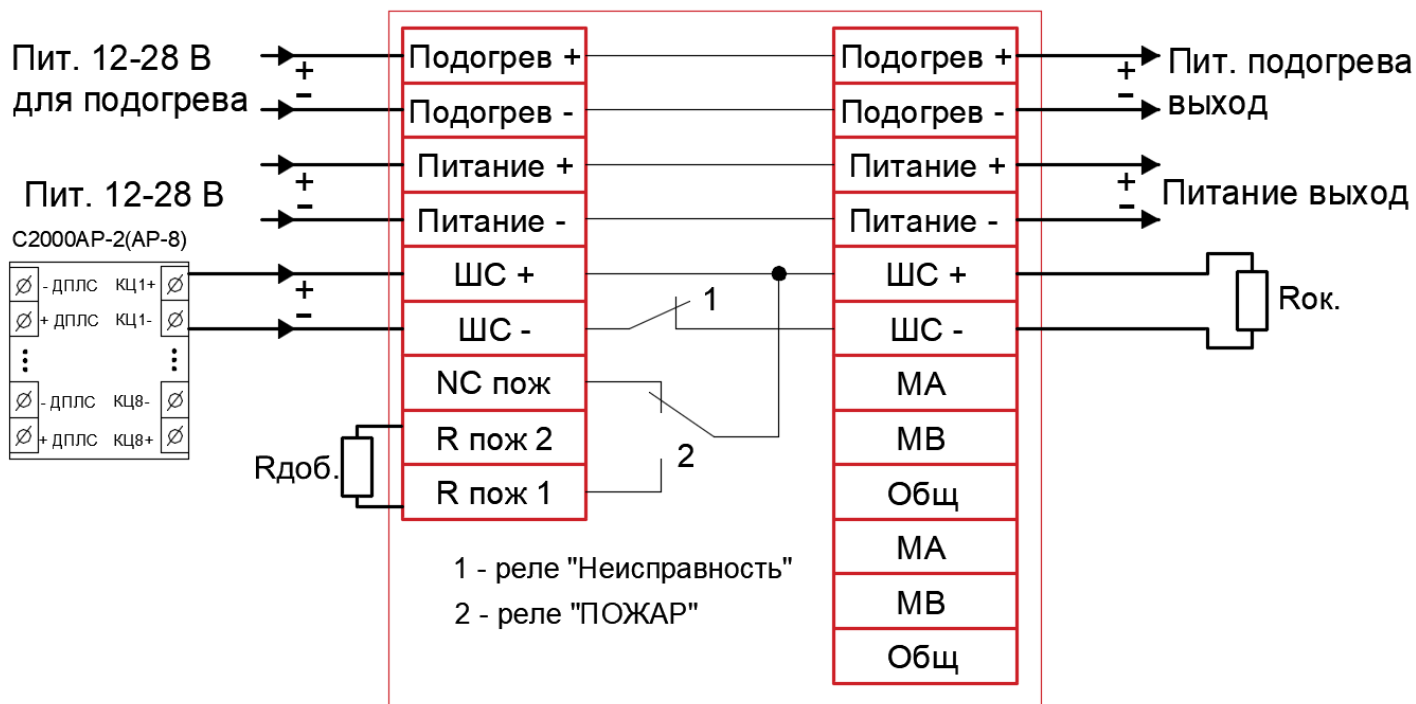 Пит. 12-28 В
для подогрева
+
−
Пит. 12-28 В
+
−
С2000АР-2(АР-8)
- ДПЛС КЦ1+
+ ДПЛС КЦ1-
- ДПЛС КЦ8-
+ ДПЛС КЦ8+
+
−
Rдоб.
Подогрев +
Подогрев -
Питание +
Питание -
ШС +
ШС -
NC пож
R пож 2
R пож 1
1
2
1 - реле "Неисправность"
2 - реле "ПОЖАР"
Подогрев +
Подогрев -
Питание +
Питание -
ШС +
ШС -
МА
МВ
Общ
МА
МВ
Общ
+
−
Пит. подогрева
выход
+
−
Питание выход
Rок.